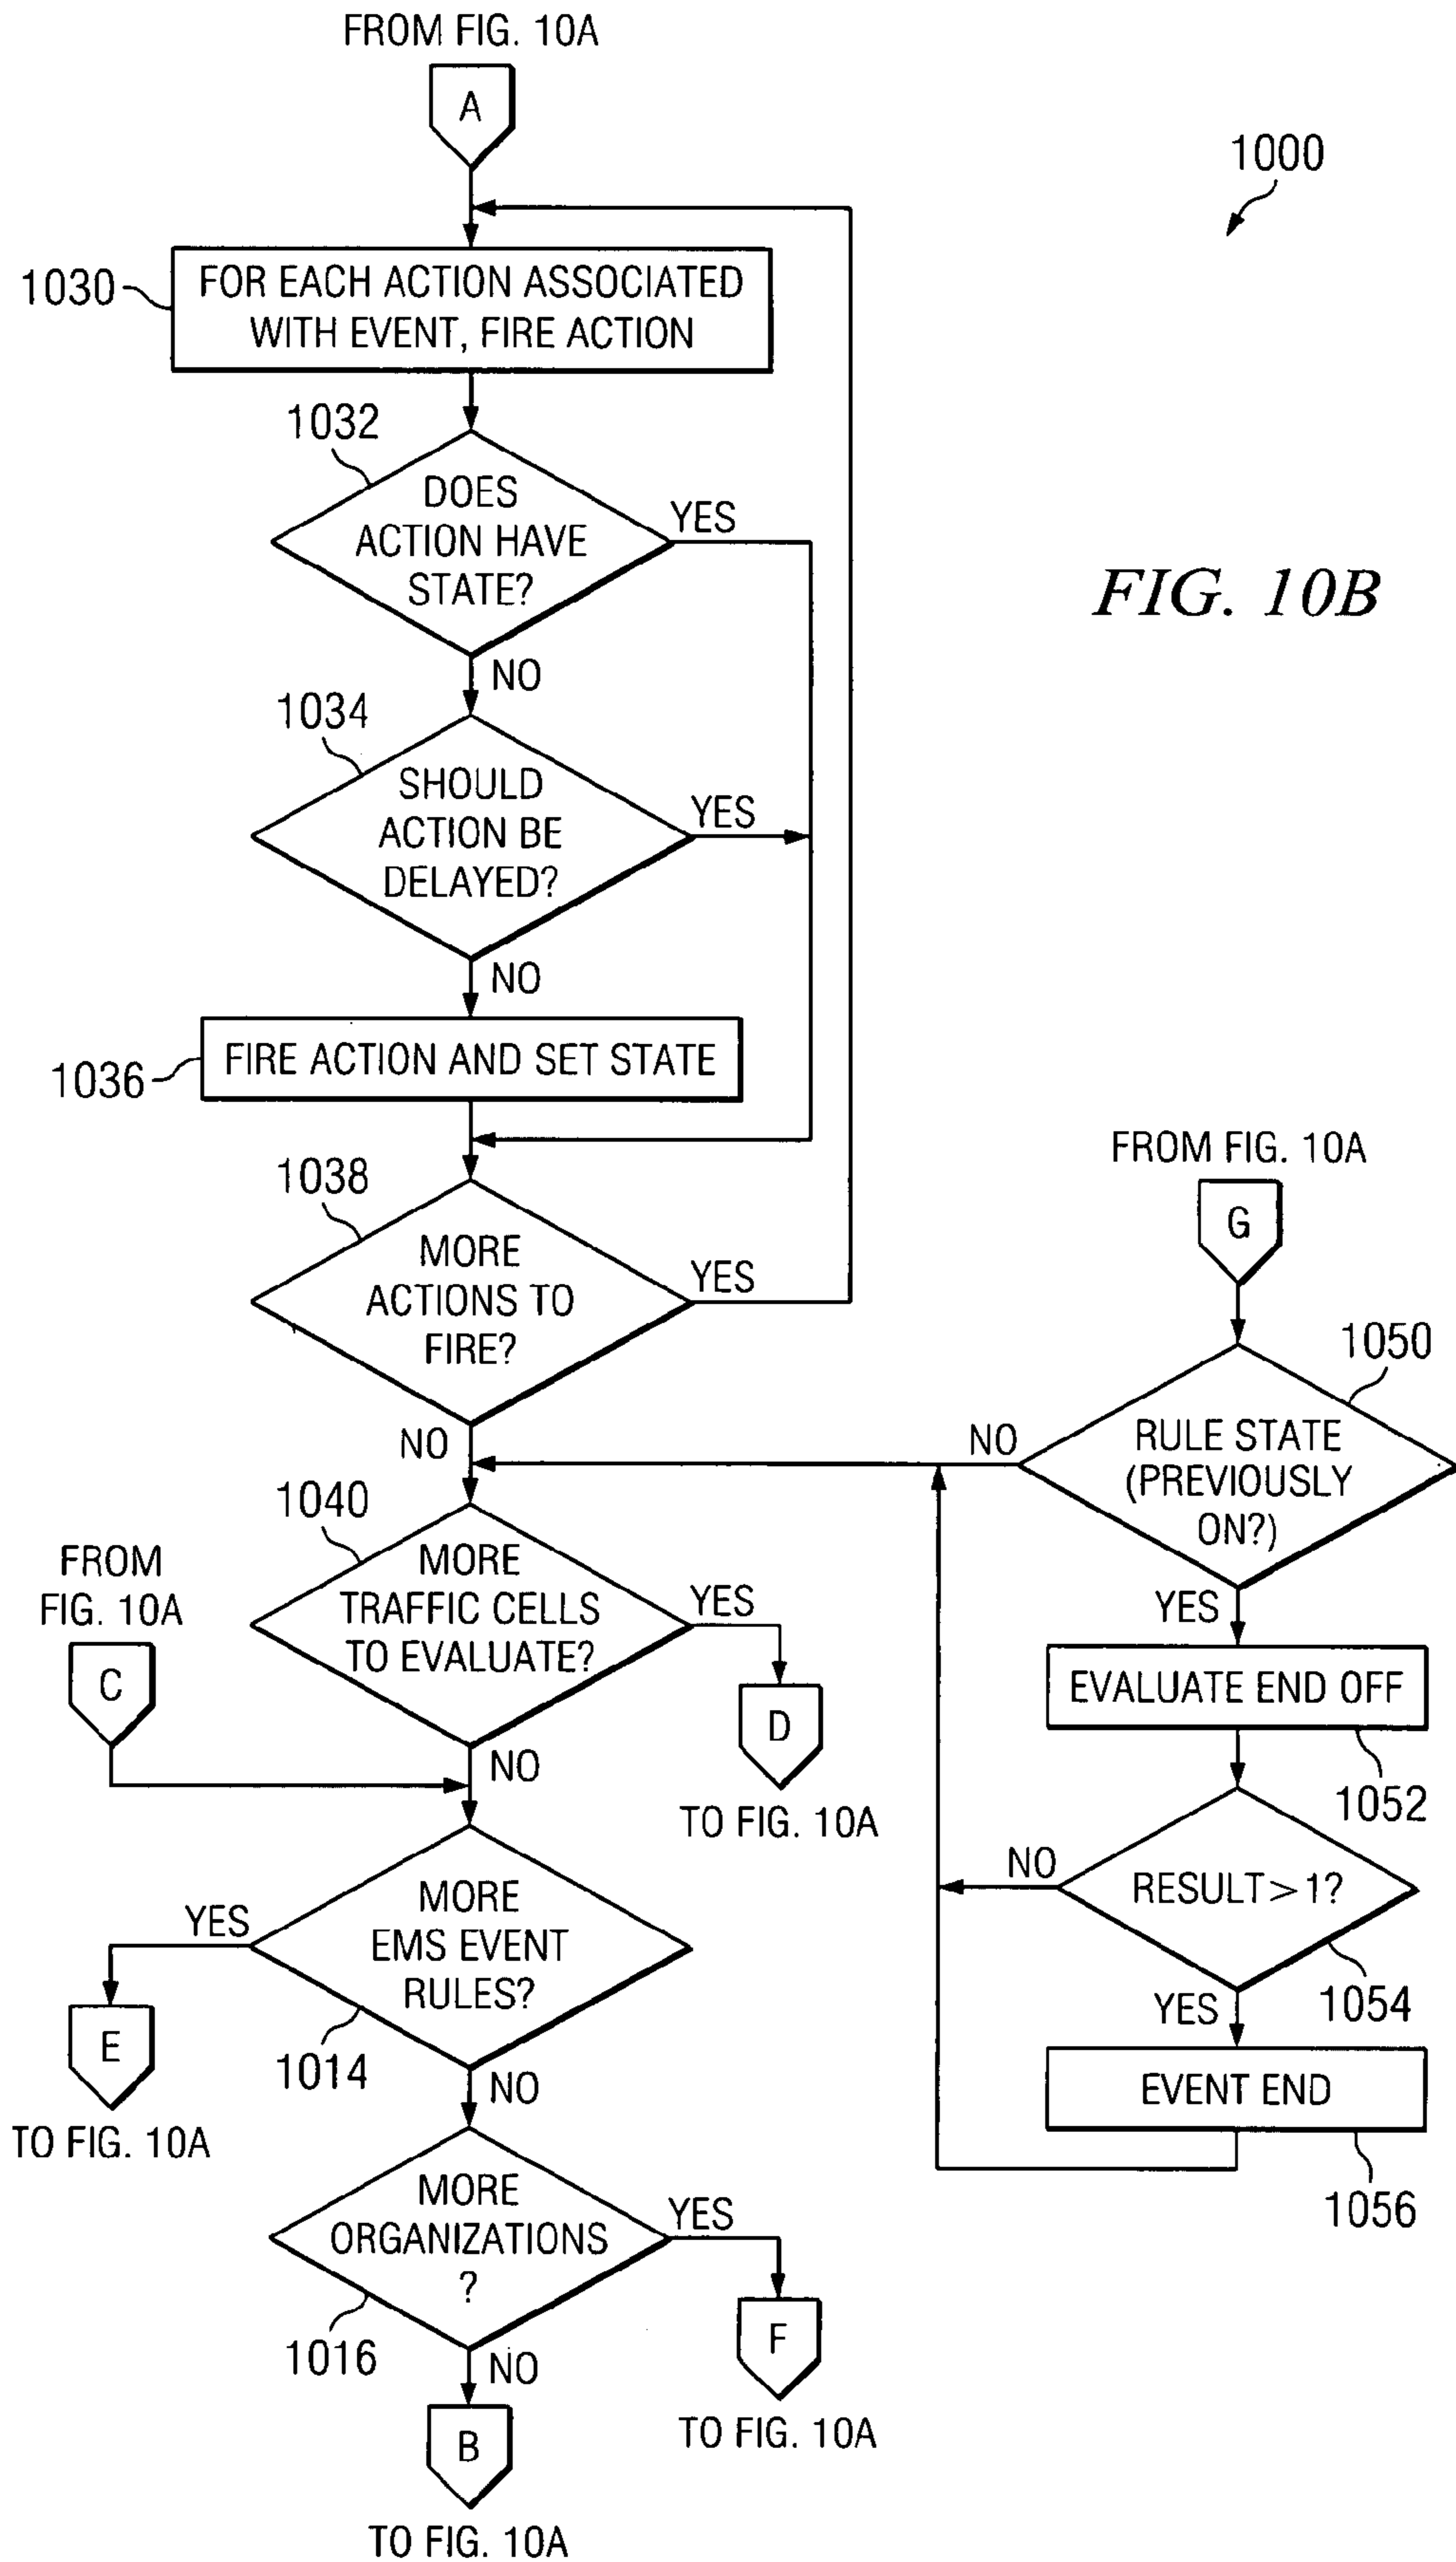 FROM FIG. 10A
A
1000
1030
FOR EACH ACTION ASSOCIATED
WITH EVENT, FIRE ACTION
1032
DOES
ACTION HAVE
STATE?
YES
NO
FIG. 10B
1034
SHOULD
ACTION BE
DELAYED?
YES
NO
1036
FIRE ACTION AND SET STATE
1038
MORE
ACTIONS TO
FIRE?
YES
NO
FROM FIG. 10A
G
1050
RULE STATE
(PREVIOUSLY
ON?)
NO
YES
1040
MORE
TRAFFIC CELLS
TO EVALUATE?
YES
NO
FROM
FIG. 10A
C
D
TO FIG. 10A
EVALUATE END OFF
1052
RESULT>1?
NO
1054
YES
EVENT END
1056
MORE
EMS EVENT
RULES?
YES
1014
NO
E
TO FIG. 10A
MORE
ORGANIZATIONS
?
YES
1016
NO
F
TO FIG. 10A
B
TO FIG. 10A